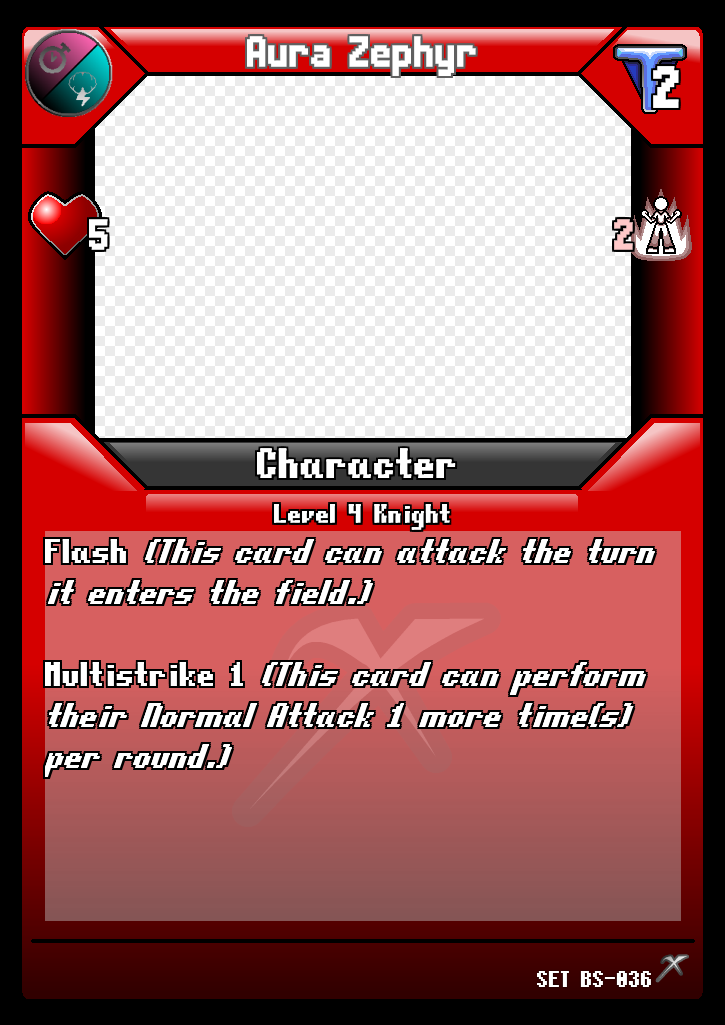 Aura Zephyr
2
5
2
Character
Level 4 Knight
Flash (This card can attack the turn
it enters the field.)
Multistrike 1 (This card can perform
their Normal Attack 1 more time(s)
per round.)
SET BS-036